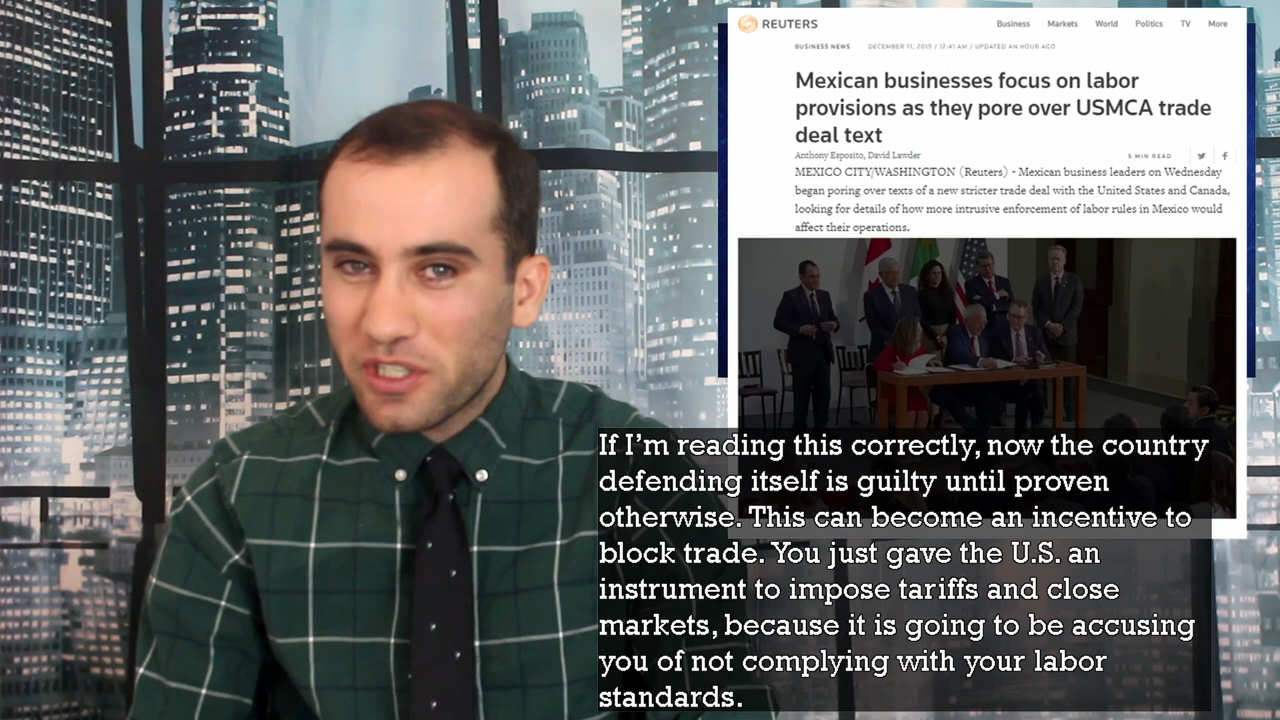 REUTERS
Business Markets World Politics TV More
BUSINESS NEWS DECEMBER 11, 2019 / 12:41 AM / UPDATED AN HOUR AGO
Mexican businesses focus on labor
provisions as they pore over USMCA trade
deal text
Anthony Esposito, David Lawder
5 MIN READ
MEXICO CITY/WASHINGTON (Reuters) - Mexican business leaders on Wednesday
began poring over texts of a new stricter trade deal with the United States and Canada,
looking for details of how more intrusive enforcement of labor rules in Mexico would
affect their operations.
If I’m reading this correctly, now the country
defending itself is guilty until proven
otherwise. This can become an incentive to
block trade. You just gave the U.S. an
instrument to impose tariffs and close
markets, because it is going to be accusing
you of not complying with your labor
standards.